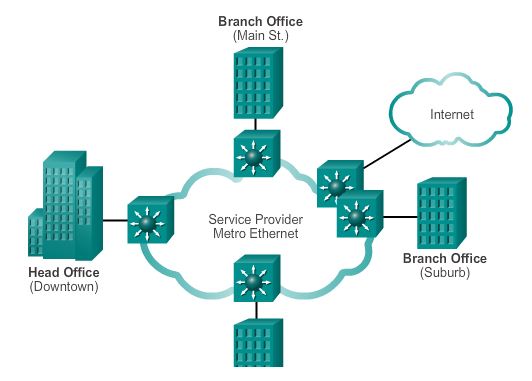 Branch Office
(Main St.)
Internet
Service Provider
Metro Ethernet
Head Office
(Downtown)
Branch Office
(Suburb)